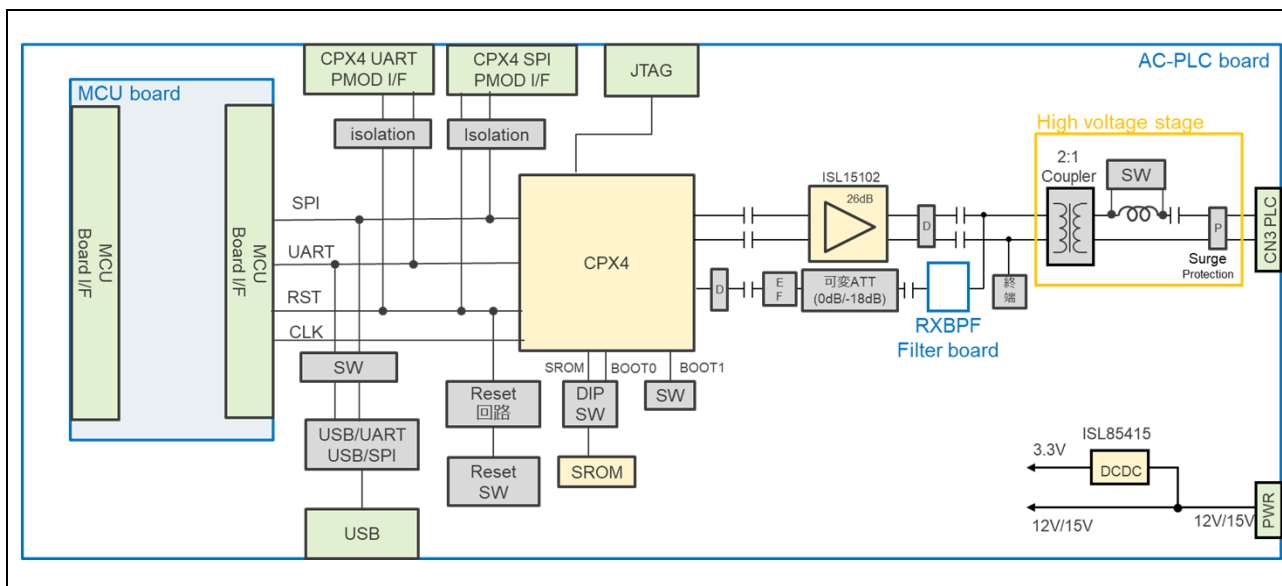 AC-PLC board
MCU board
MCU
Board I/F
MCU
Board I/F
CPX4 UART
PMOD I/F
CPX4 SPI
PMOD I/F
JTAG
isolation
Isolation
SPI
UART
RST
CLK
CPX4
ISL15102
26dB
D
High voltage stage
2:1
Coupler
SW
P
Surge
Protection
CN3 PLC
D
E
F
可変ATT
(0dB/-18dB)
RXBPF
Filter board
終
端
SW
USB/UART
USB/SPI
USB
Reset
回路
Reset
SW
SROM
BOOT0
BOOT1
DIP
SW
SW
SROM
ISL85415
3.3V
DCDC
12V/15V
12V/15V
PWR